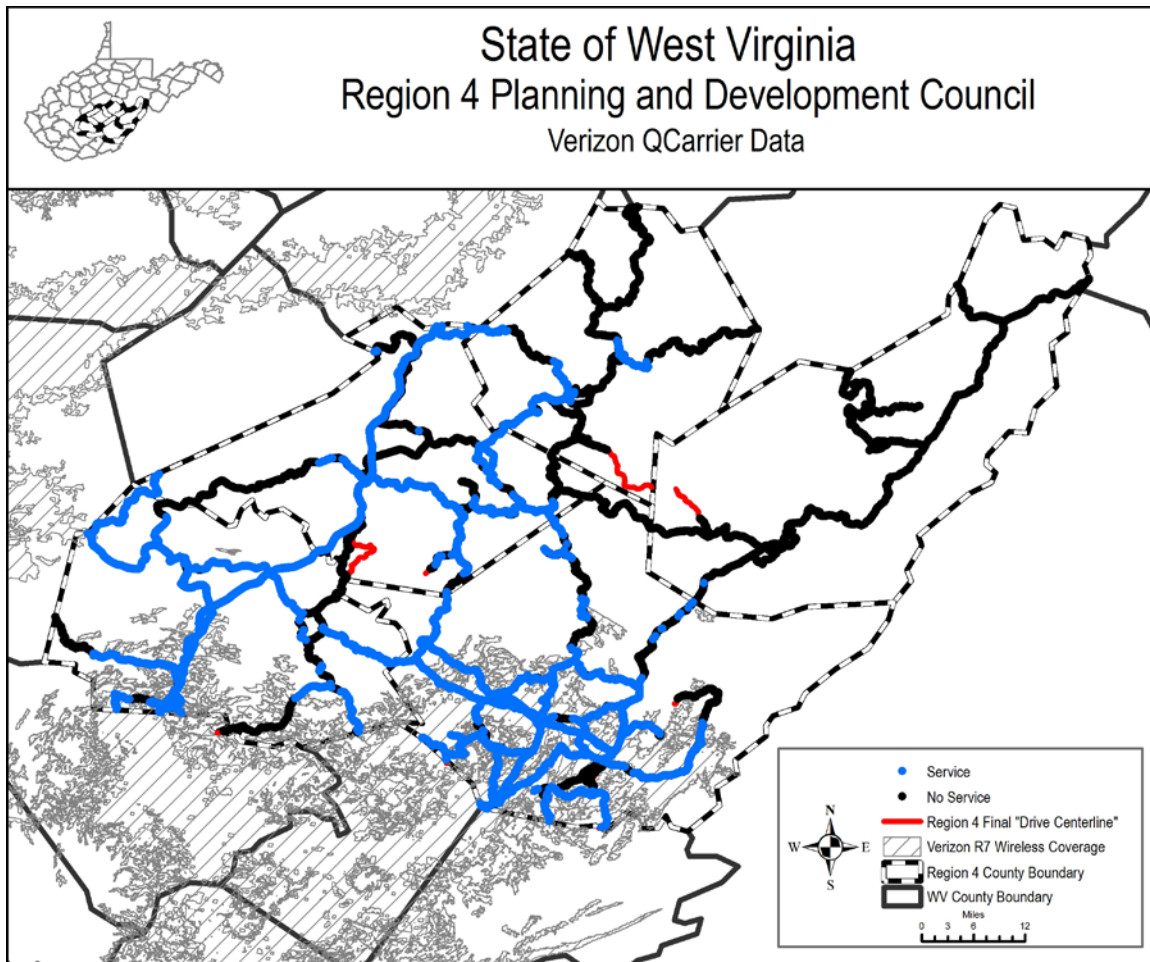 State of West Virginia
Region 4 Planning and Development Council
Verizon QCarrier Data
Service
No Service
Region 4 Final "Drive Centerline"
Verizon R7 Wireless Coverage
Region 4 County Boundary
WV County Boundary
N
W E
S
Miles
0 3 6 12